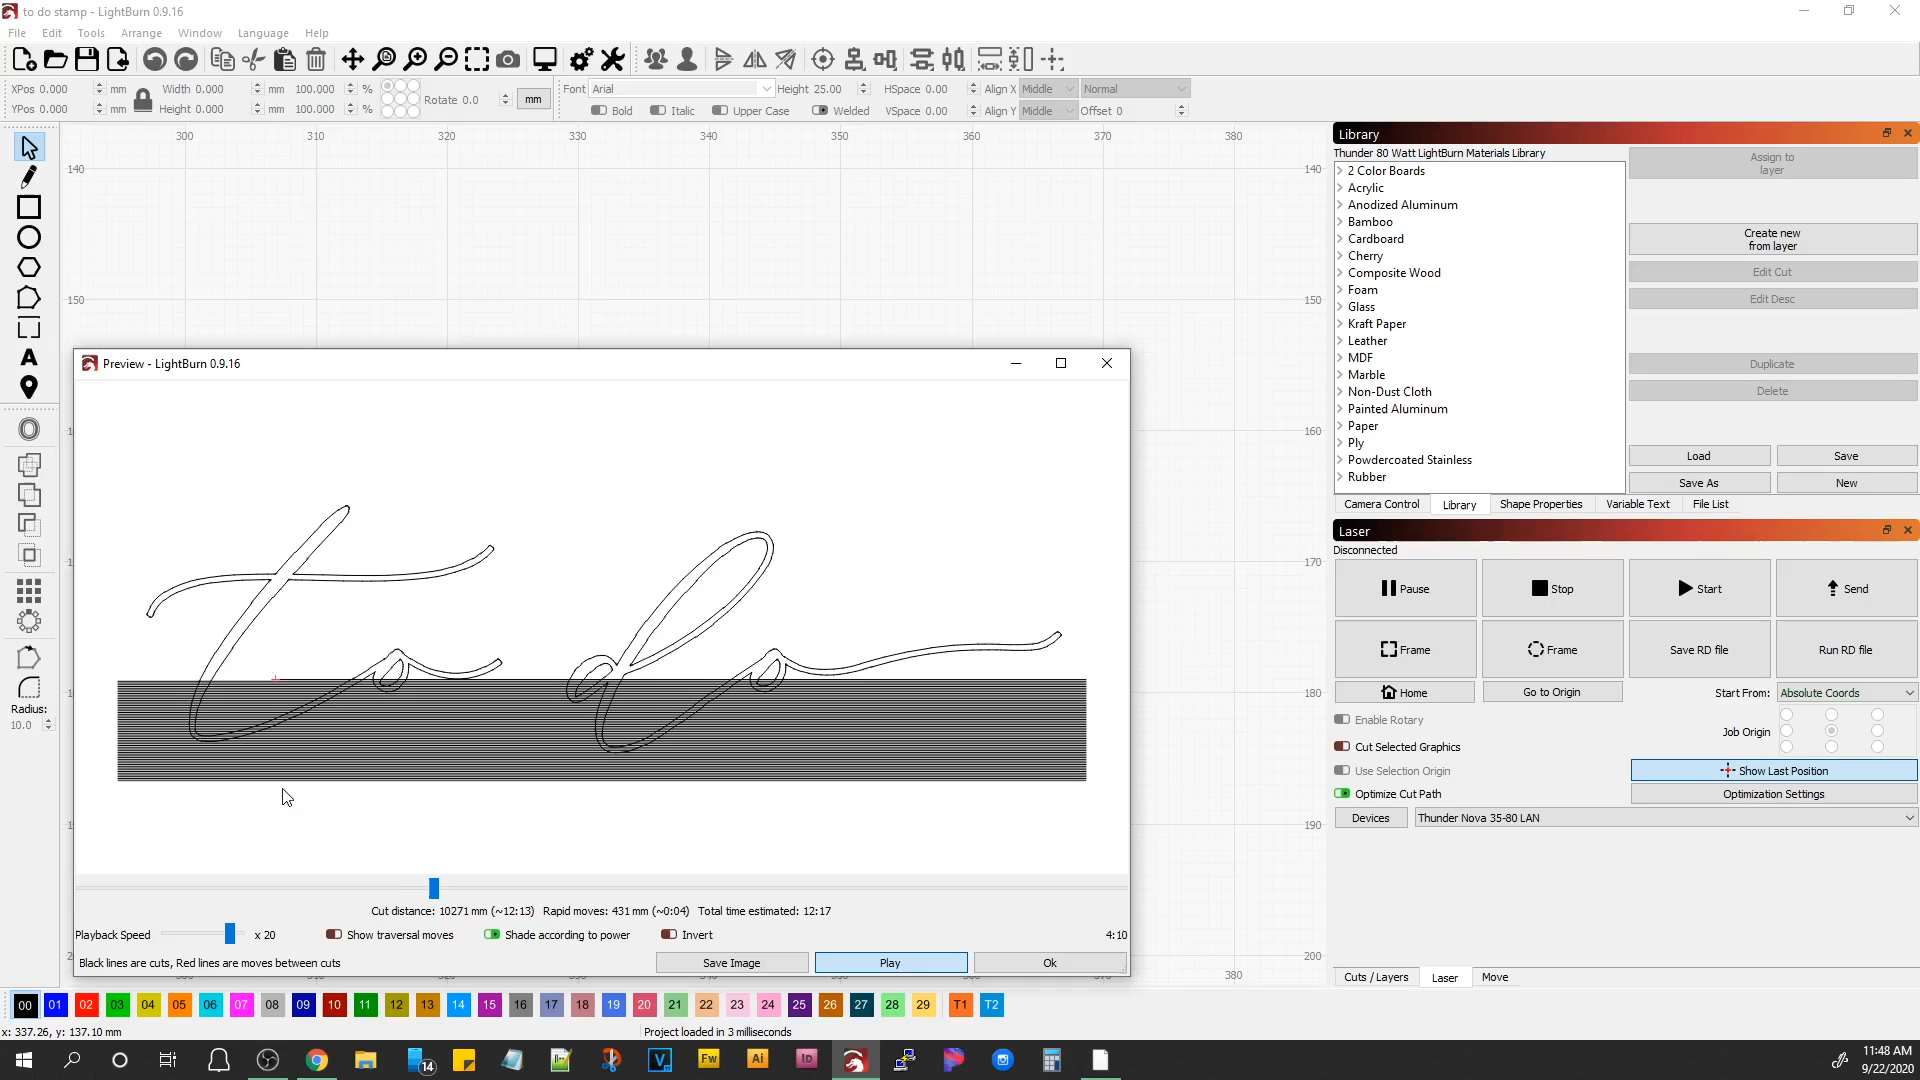 to do stamp - LightBurn 0.9.16
File Edit Tools Arrange Window Language Help
XPos 0.000 mm Width 0.000 mm 100.000 % Rotate 0.0 mm Font Arial Height 25.00 HSpace 0.00 Align X Middle Normal
YPos 0.000 mm Height 0.000 mm 100.000 % Bold Italic Upper Case Welded VSpace 0.00 Align Y Middle Offset 0
300 310 320 330 340 350 360 370 380
140 140
150 150
160
170
180
190
200
380
Radius:
10.0
Preview - LightBurn 0.9.16
to do
Cut distance: 10271 mm (~12:13) Rapid moves: 431 mm (~0:04) Total time estimated: 12:17
Playback Speed x 20 Show traversal moves Shade according to power Invert 4:10
Black lines are cuts, Red lines are moves between cuts Save Image Play Ok
Library
Thunder 80 Watt LightBurn Materials Library
2 Color Boards
Acrylic
Anodized Aluminum
Bamboo
Cardboard
Cherry
Composite Wood
Foam
Glass
Kraft Paper
Leather
MDF
Marble
Non-Dust Cloth
Painted Aluminum
Paper
Ply
Powdercoated Stainless
Rubber
Assign to
layer
Create new
from layer
Edit Cut
Edit Desc
Duplicate
Delete
Load Save
Save As New
Camera Control Library Shape Properties Variable Text File List
Laser
Disconnected
Pause Stop Start Send
Frame Frame Save RD file Run RD file
Home Go to Origin Start From: Absolute Coords
Enable Rotary
Job Origin
Cut Selected Graphics
Use Selection Origin Show Last Position
Optimize Cut Path Optimization Settings
Devices Thunder Nova 35-80 LAN
Cuts / Layers Laser Move
00 01 02 03 04 05 06 07 08 09 10 11 12 13 14 15 16 17 18 19 20 21 22 23 24 25 26 27 28 29 T1 T2
x: 337.26, y: 137.10 mm Project loaded in 3 milliseconds
14 Fw Ai Id
11:48 AM
9/22/2020